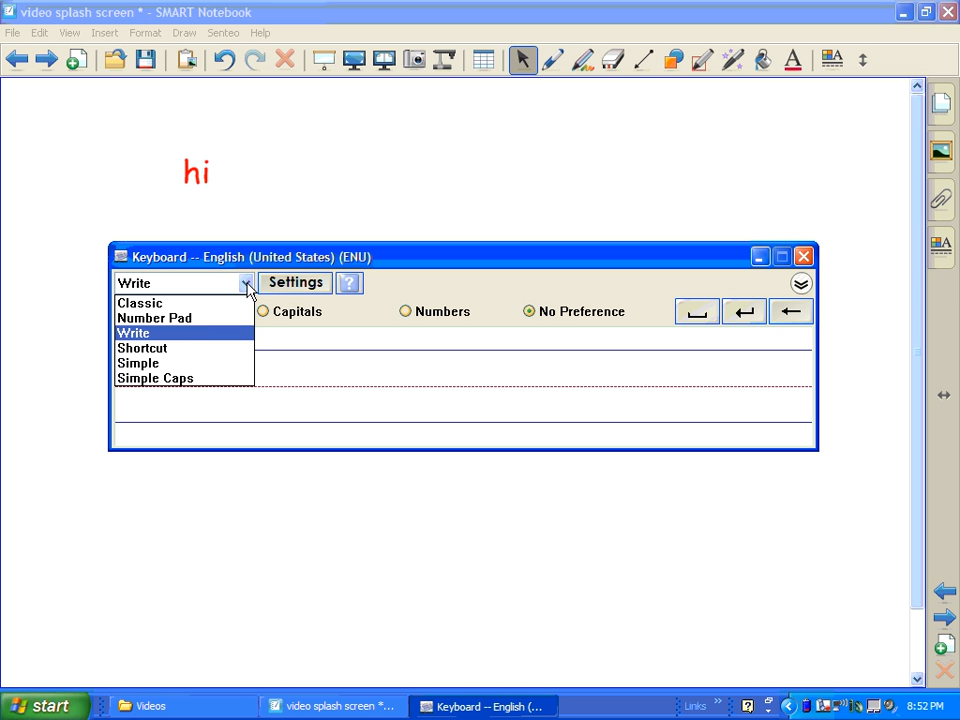 video splash screen * - SMART Notebook
File Edit View Insert Format Draw Senteo Help
hi
Keyboard -- English (United States) (ENU)
Write Settings ?
Classic
Number Pad
Write
Shortcut
Simple
Simple Caps
Capitals Numbers No Preference
start Videos video splash screen *... Keyboard -- English (... Links » 8:52 PM